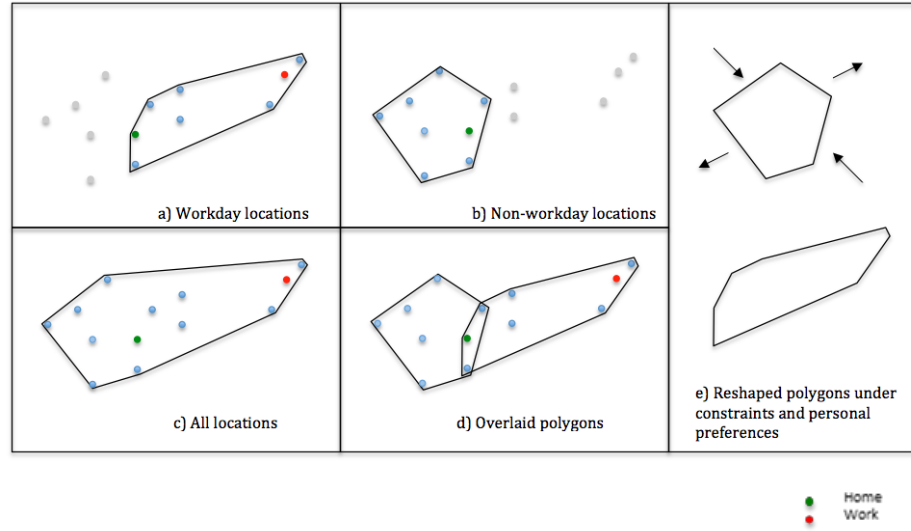 a) Workday locations
b) Non-workday locations
c) All locations
d) Overlaid polygons
e) Reshaped polygons under
constraints and personal
preferences
Home
Work